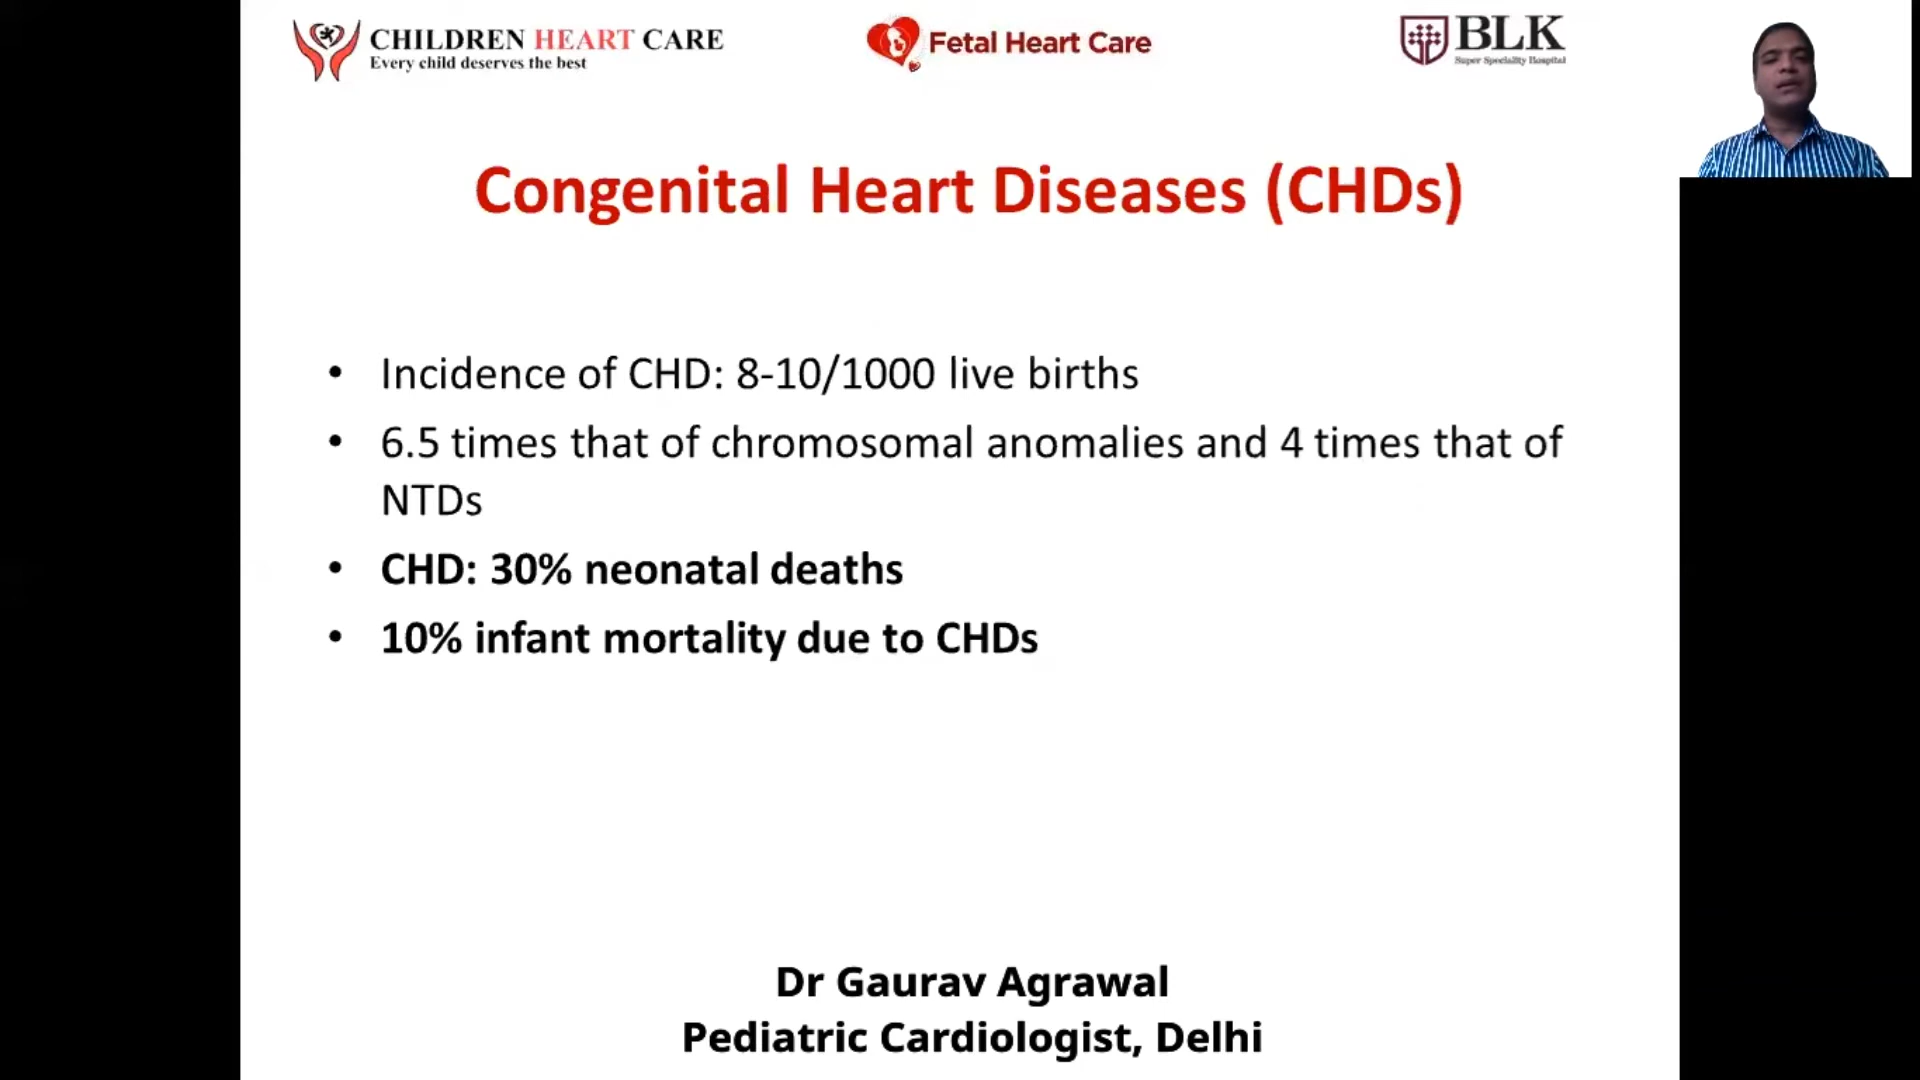 CHILDREN HEART CARE
Every child deserves the best
Fetal Heart Care
BLK
Super Speciality Hospital
Congenital Heart Diseases (CHDs)
• Incidence of CHD: 8-10/1000 live births
• 6.5 times that of chromosomal anomalies and 4 times that of
NTDs
• CHD: 30% neonatal deaths
• 10% infant mortality due to CHDs
Dr Gaurav Agrawal
Pediatric Cardiologist, Delhi